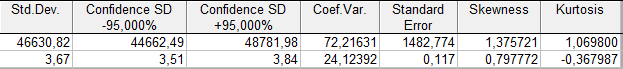 Std.Dev. Confidence SD Confidence SD Coef.Var. Standard Skewness Kurtosis
-95,000% +95,000% Error
46630,82 44662,49 48781,98 72,21631 1482,774 1,375721 1,069800
3,67 3,51 3,84 24,12392 0,117 0,797772 -0,367987